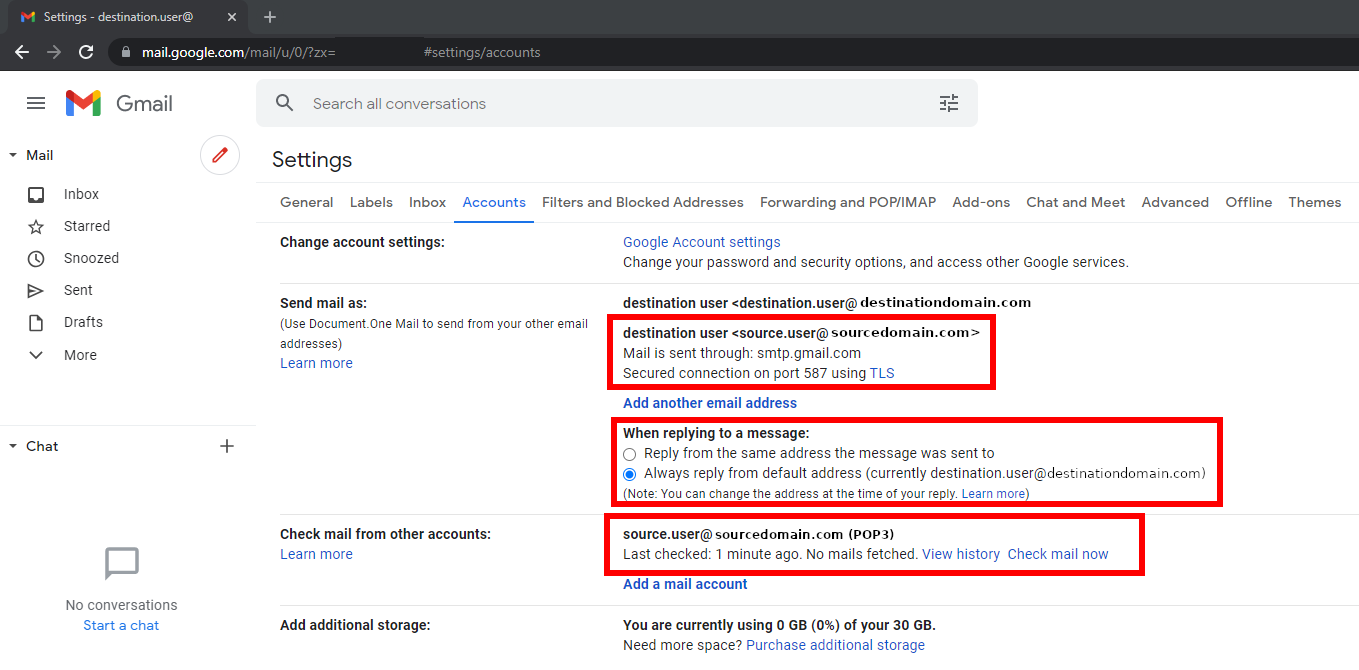 Settings - destination.user@
mail.google.com/mail/u/0/?zx= #settings/accounts
Gmail
Search all conversations
Mail
Inbox
Starred
Snoozed
Sent
Drafts
More
Chat
No conversations
Start a chat
Settings
General Labels Inbox Accounts Filters and Blocked Addresses Forwarding and POP/IMAP Add-ons Chat and Meet Advanced Offline Themes
Change account settings:
Google Account settings
Change your password and security options, and access other Google services.
Send mail as:
(Use Document.One Mail to send from your other email
addresses)
Learn more
destination user <destination.user@destinationdomain.com
destination user <source.user@sourcedomain.com>
Mail is sent through: smtp.gmail.com
Secured connection on port 587 using TLS
Add another email address
When replying to a message:
Reply from the same address the message was sent to
Always reply from default address (currently destination.user@destinationdomain.com)
(Note: You can change the address at the time of your reply. Learn more)
Check mail from other accounts:
Learn more
source.user@sourcedomain.com (POP3)
Last checked: 1 minute ago. No mails fetched. View history Check mail now
Add a mail account
Add additional storage:
You are currently using 0 GB (0%) of your 30 GB.
Need more space? Purchase additional storage